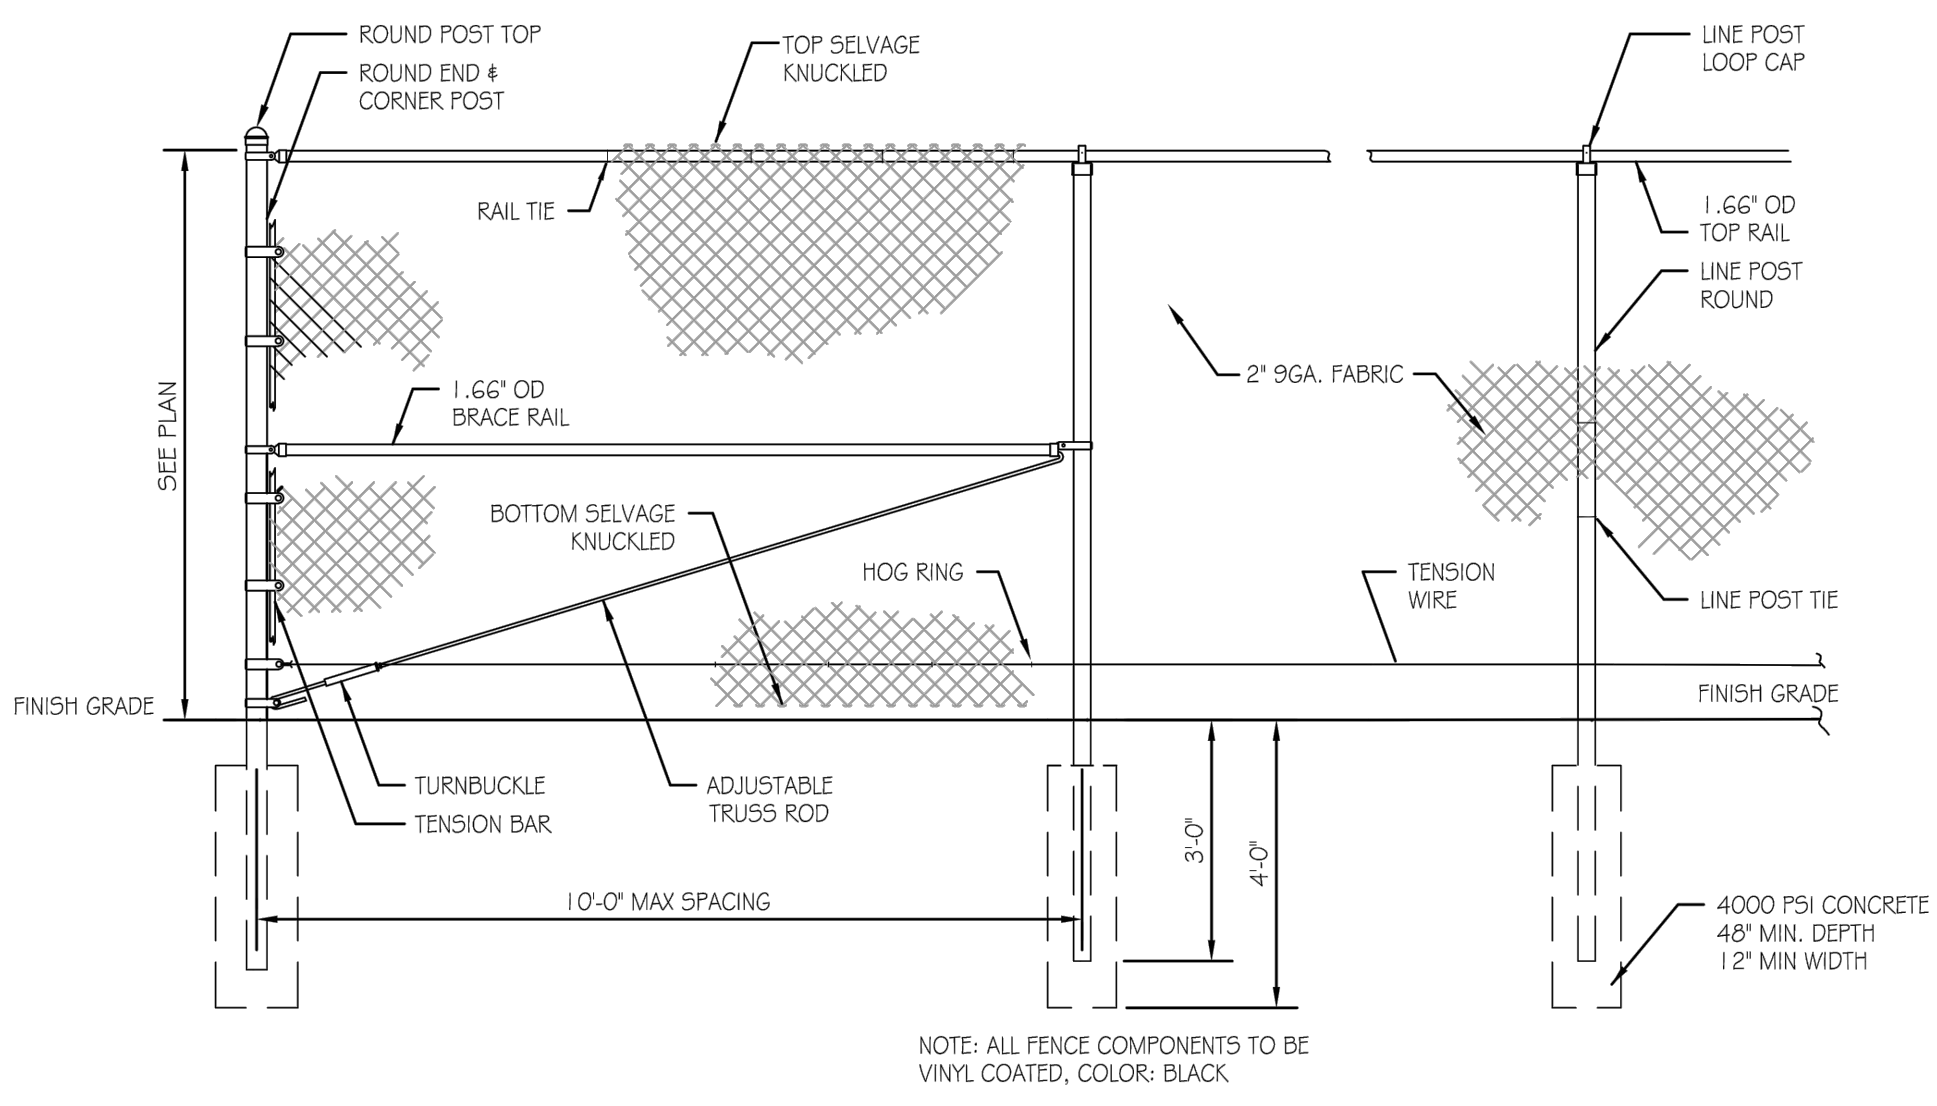 ROUND POST TOP
ROUND END &
CORNER POST
TOP SELVAGE
KNUCKLED
LINE POST
LOOP CAP
RAIL TIE
1.66" OD
TOP RAIL
LINE POST
ROUND
2" 9GA. FABRIC
1.66" OD
BRACE RAIL
SEE PLAN
BOTTOM SELVAGE
KNUCKLED
HOG RING
TENSION
WIRE
LINE POST TIE
FINISH GRADE
FINISH GRADE
TURNBUCKLE
TENSION BAR
ADJUSTABLE
TRUSS ROD
3'-0"
4'-0"
10'-0" MAX SPACING
4000 PSI CONCRETE
48" MIN. DEPTH
12" MIN WIDTH
NOTE: ALL FENCE COMPONENTS TO BE
VINYL COATED, COLOR: BLACK